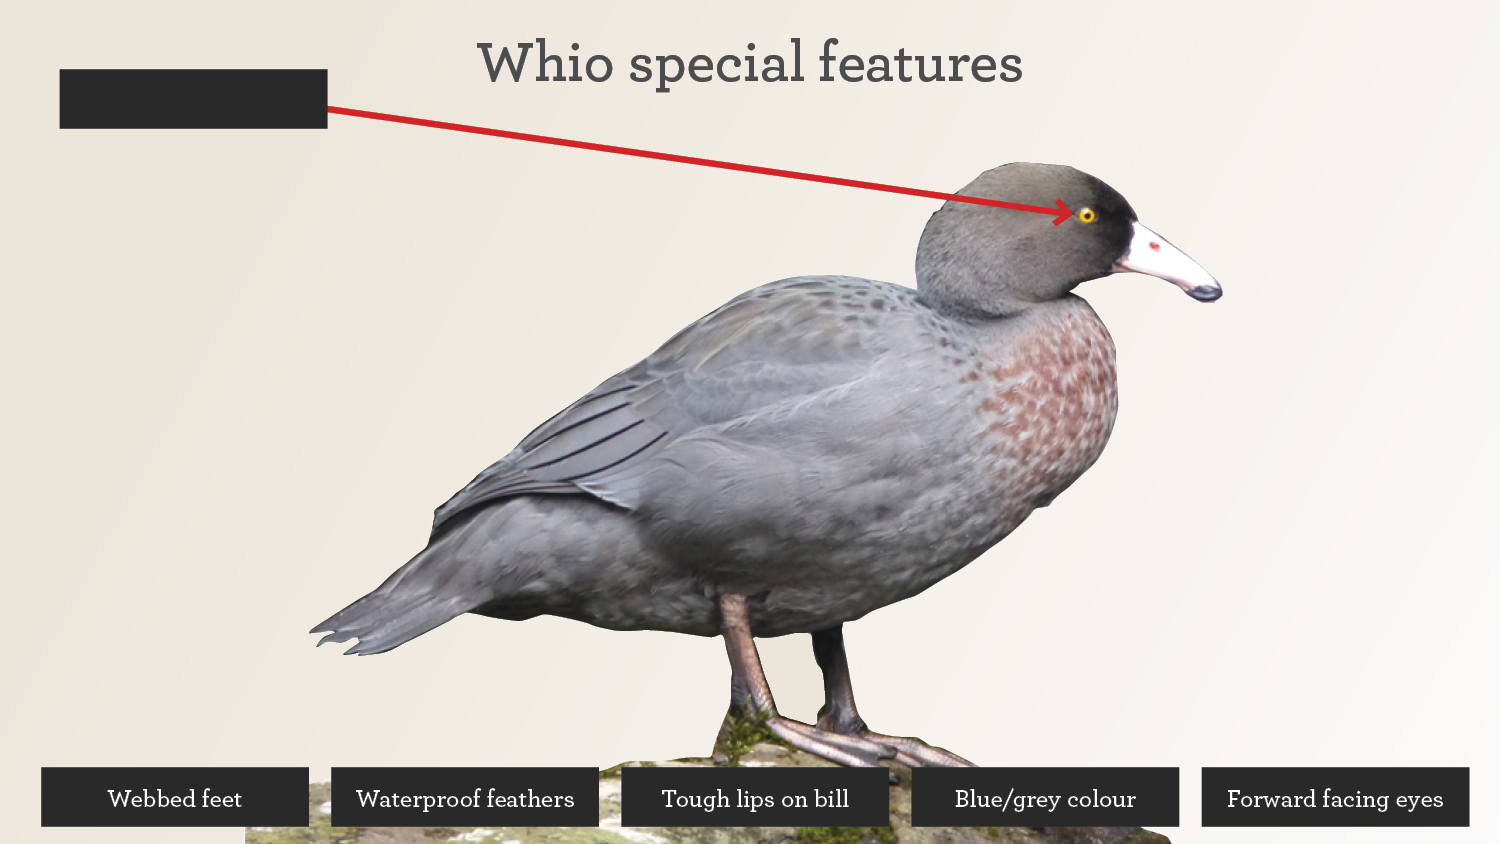 Whio special features
Webbed feet
Waterproof feathers
Tough lips on bill
Blue/grey colour
Forward facing eyes